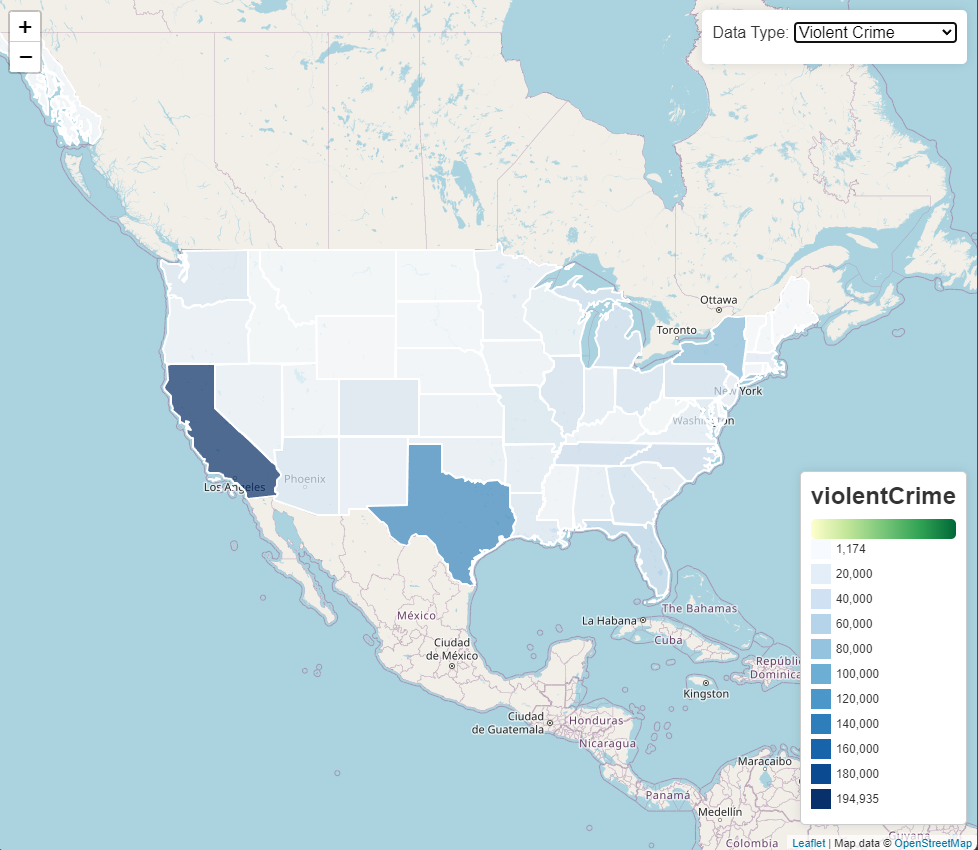 +
−
Data Type: Violent Crime
Ottawa
Toronto
New York
Washington
Phoenix
Los Angeles
violentCrime
1,174
20,000
40,000
60,000
80,000
100,000
120,000
140,000
160,000
180,000
194,935
México
Ciudad
de México
La Habana
The Bahamas
Cuba
Kingston
Ciudad
de Guatemala
Honduras
Nicaragua
Panamá
Maracaibo
Medellín
Colombia
Leaflet | Map data © OpenStreetMap